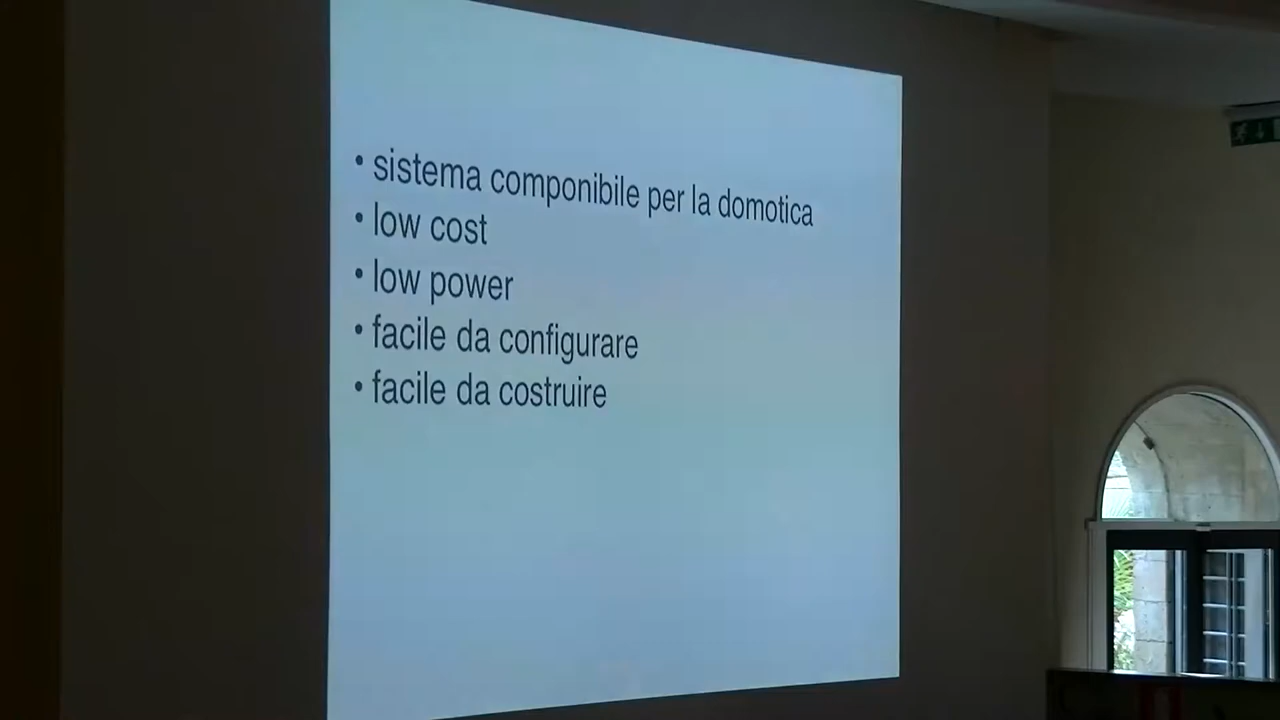 • sistema componibile per la domotica
• low cost
• low power
• facile da configurare
• facile da costruire